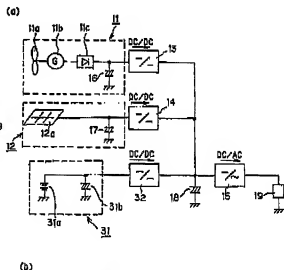 (a)
11
11a 11b 11c DC/DC 13
G
16
DC/DC
14
12a
17
12
DC/DC DC/AC
31b 32 18 15 19
31a
31
(b)